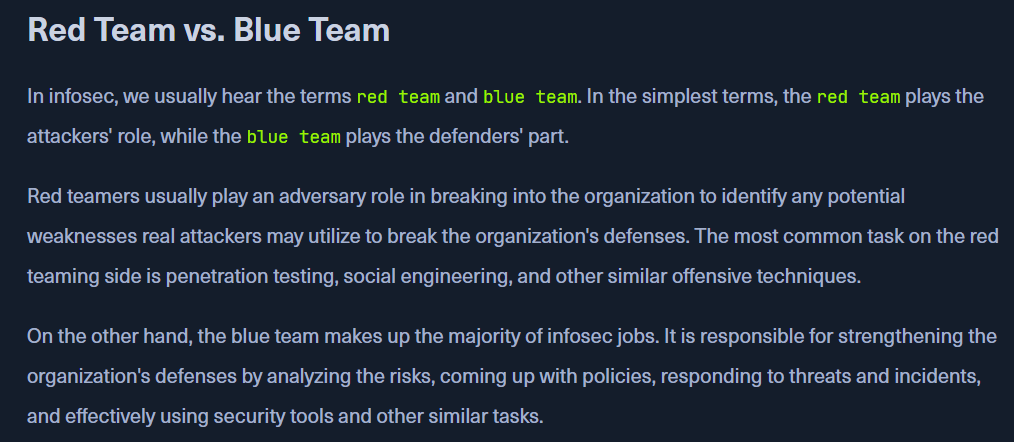 Red Team vs. Blue Team
In infosec, we usually hear the terms red team and blue team. In the simplest terms, the red team plays the
attackers' role, while the blue team plays the defenders' part.
Red teamers usually play an adversary role in breaking into the organization to identify any potential
weaknesses real attackers may utilize to break the organization's defenses. The most common task on the red
teaming side is penetration testing, social engineering, and other similar offensive techniques.
On the other hand, the blue team makes up the majority of infosec jobs. It is responsible for strengthening the
organization's defenses by analyzing the risks, coming up with policies, responding to threats and incidents,
and effectively using security tools and other similar tasks.